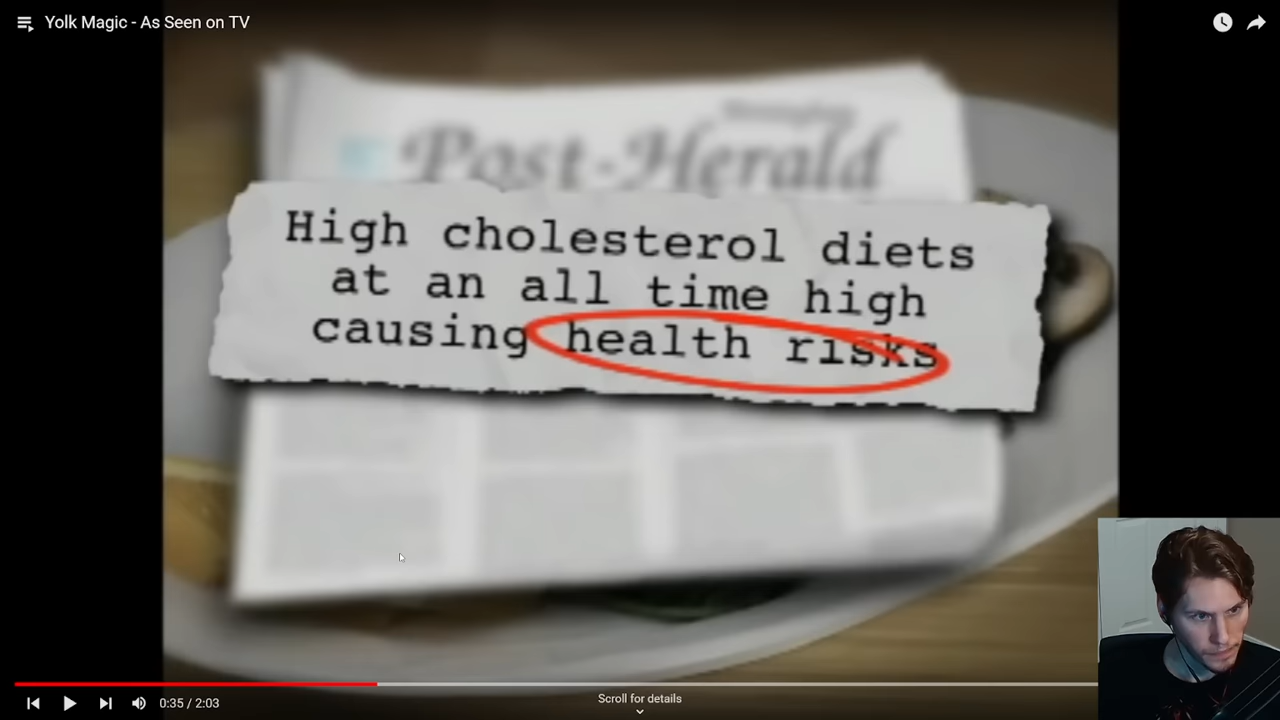 Yolk Magic - As Seen on TV
Post-Herald
High cholesterol diets
at an all time high
causing health risks
0:35 / 2:03
Scroll for details